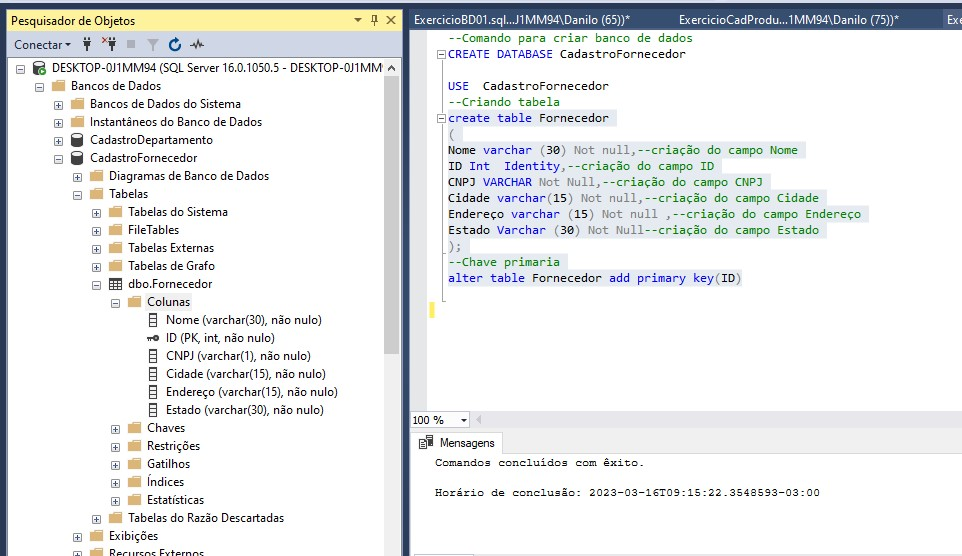 Pesquisador de Objetos
Conectar
DESKTOP-0J1MM94 (SQL Server 16.0.1050.5 - DESKTOP-0J1MM
Bancos de Dados
Bancos de Dados do Sistema
Instantâneos do Banco de Dados
CadastroDepartamento
CadastroFornecedor
Diagramas de Banco de Dados
Tabelas
Tabelas do Sistema
FileTables
Tabelas Externas
Tabelas de Grafo
dbo.Fornecedor
Colunas
Nome (varchar(30), não nulo)
ID (PK, int, não nulo)
CNPJ (varchar(1), não nulo)
Cidade (varchar(15), não nulo)
Endereço (varchar(15), não nulo)
Estado (varchar(30), não nulo)
Chaves
Restrições
Gatilhos
Índices
Estatísticas
Tabelas do Razão Descartadas
Exibições
Recursos Externos
ExercicioBD01.sql...J1MM94\Danilo (65))*
ExercicioCadProdu...1MM94\Danilo (75))*
Exe
--Comando para criar banco de dados
CREATE DATABASE CadastroFornecedor
USE  CadastroFornecedor
--Criando tabela
create table Fornecedor
(
Nome varchar (30) Not null,--criação do campo Nome
ID Int  Identity,--criação do campo ID
CNPJ VARCHAR Not Null,--criação do campo CNPJ
Cidade varchar(15) Not null,--criação do campo Cidade
Endereço varchar (15) Not null ,--criação do campo Endereço
Estado Varchar (30) Not Null--criação do campo Estado
);
--Chave primaria
alter table Fornecedor add primary key(ID)
100 %
Mensagens
Comandos concluídos com êxito.
Horário de conclusão: 2023-03-16T09:15:22.3548593-03:00